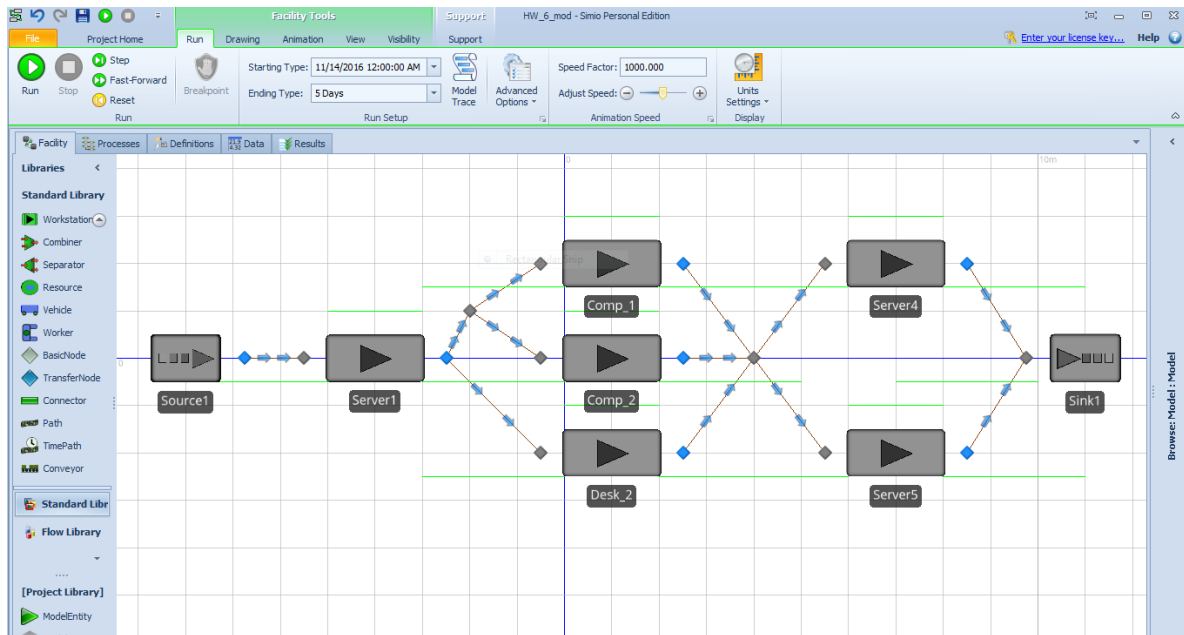 Facility Tools
Support
HW_6_mod - Simio Personal Edition
File
Project Home
Run
Drawing
Animation
View
Visibility
Support
Enter your license key...
Help
Run
Stop
Step
Fast-Forward
Reset
Run
Breakpoint
Starting Type: 11/14/2016 12:00:00 AM
Ending Type: 5 Days
Model Trace
Advanced Options
Run Setup
Speed Factor: 1000.000
Adjust Speed:
Animation Speed
Units Settings
Display
Facility
Processes
Definitions
Data
Results
Libraries
Standard Library
Workstation
Combiner
Separator
Resource
Vehicle
Worker
BasicNode
TransferNode
Connector
Path
TimePath
Conveyor
Standard Libr
Flow Library
[Project Library]
ModelEntity
0
10m
0
Rectangular Snip
Source1
Server1
Comp_1
Comp_2
Desk_2
Server4
Server5
Sink1
Browse: Model : Model